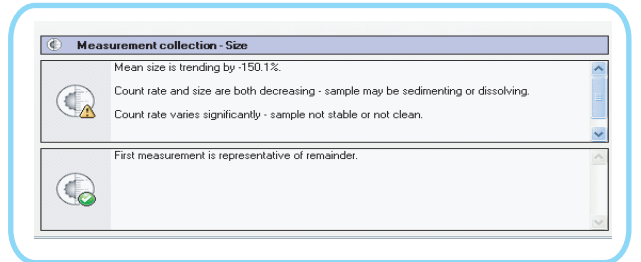 Measurement collection - Size
Mean size is trending by -150.1%.
Count rate and size are both decreasing - sample may be sedimenting or dissolving.
Count rate varies significantly - sample not stable or not clean.
First measurement is representative of remainder.